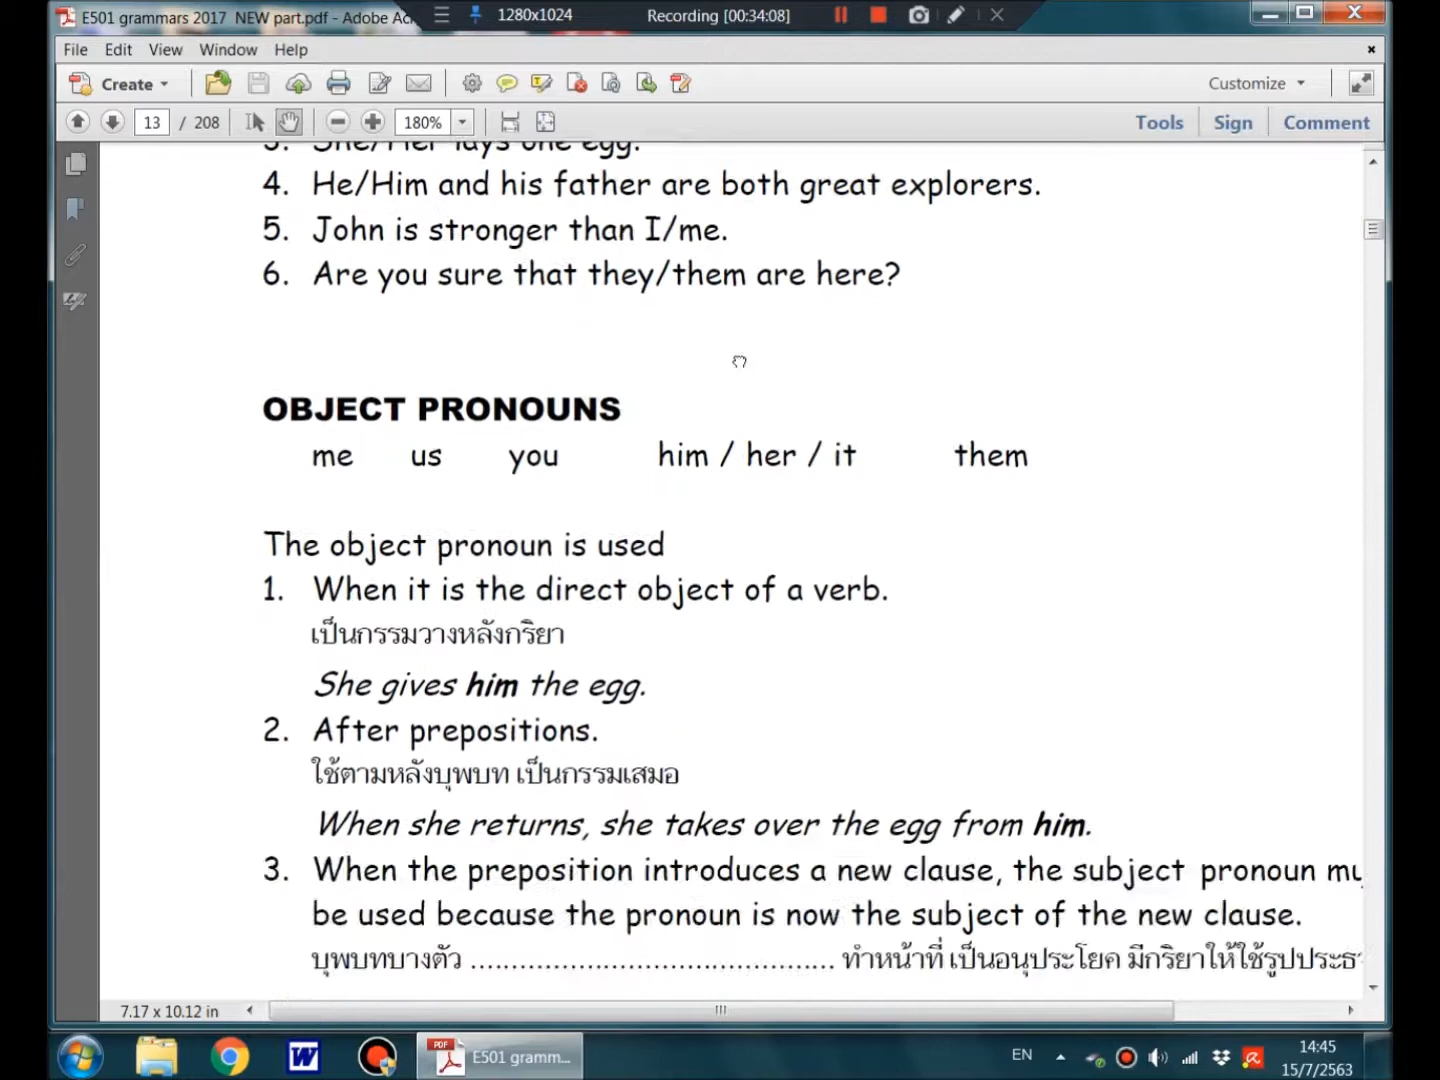 E501 grammars 2017 NEW part.pdf - Adobe Ac
1280x1024
Recording [00:34:08]
File Edit View Window Help
Create
Customize
13 / 208
180%
Tools Sign Comment
3. She/Her lays one egg.
4. He/Him and his father are both great explorers.
5. John is stronger than I/me.
6. Are you sure that they/them are here?
OBJECT PRONOUNS
me us you him / her / it them
The object pronoun is used
1. When it is the direct object of a verb.
เป็นกรรมวางหลังกริยา
She gives him the egg.
2. After prepositions.
ใช้ตามหลังบุพบท เป็นกรรมเสมอ
When she returns, she takes over the egg from him.
3. When the preposition introduces a new clause, the subject pronoun mu
be used because the pronoun is now the subject of the new clause.
บุพบทบางตัว ............................................. ทำหน้าที่ เป็นอนุประโยค มีกริยาให้ใช้รูปประธ
7.17 x 10.12 in
E501 gramm...
EN
14:45
15/7/2563